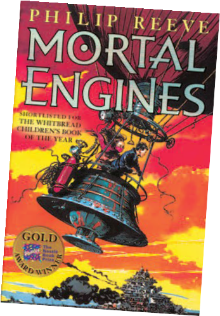 PHILIP REEVE
MORTAL
ENGINES
SHORTLISTED FOR
THE WHITBREAD
CHILDREN'S BOOK
OF THE YEAR
GOLD
AWARD WINNER